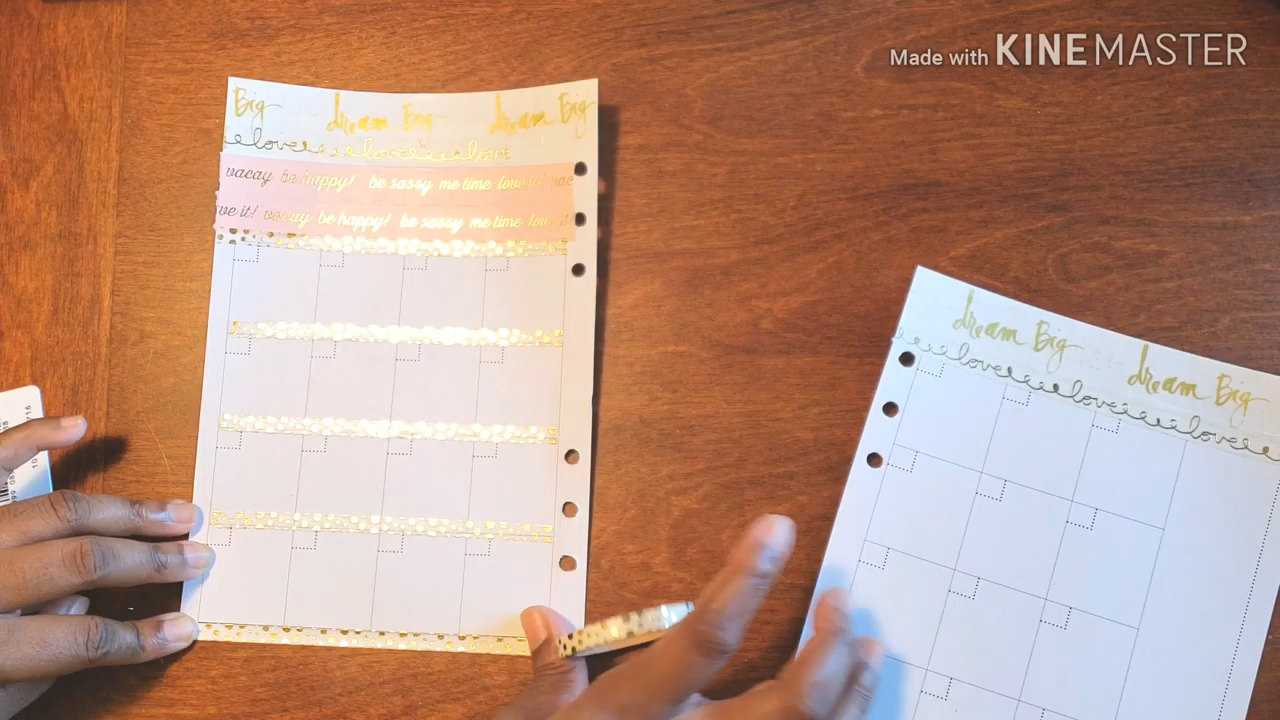 Made with KINEMASTER
Big dream Big dream Big
love love love
vacay be happy! be sassy me time love it! vac
ve it! vacay be happy! be sassy me time love it!
dream Big dream Big
love love love